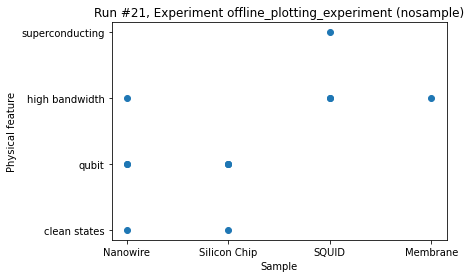 Run #21, Experiment offline_plotting_experiment (nosample)
superconducting
high bandwidth
Physical feature
qubit
clean states
Nanowire Silicon Chip SQUID Membrane
Sample